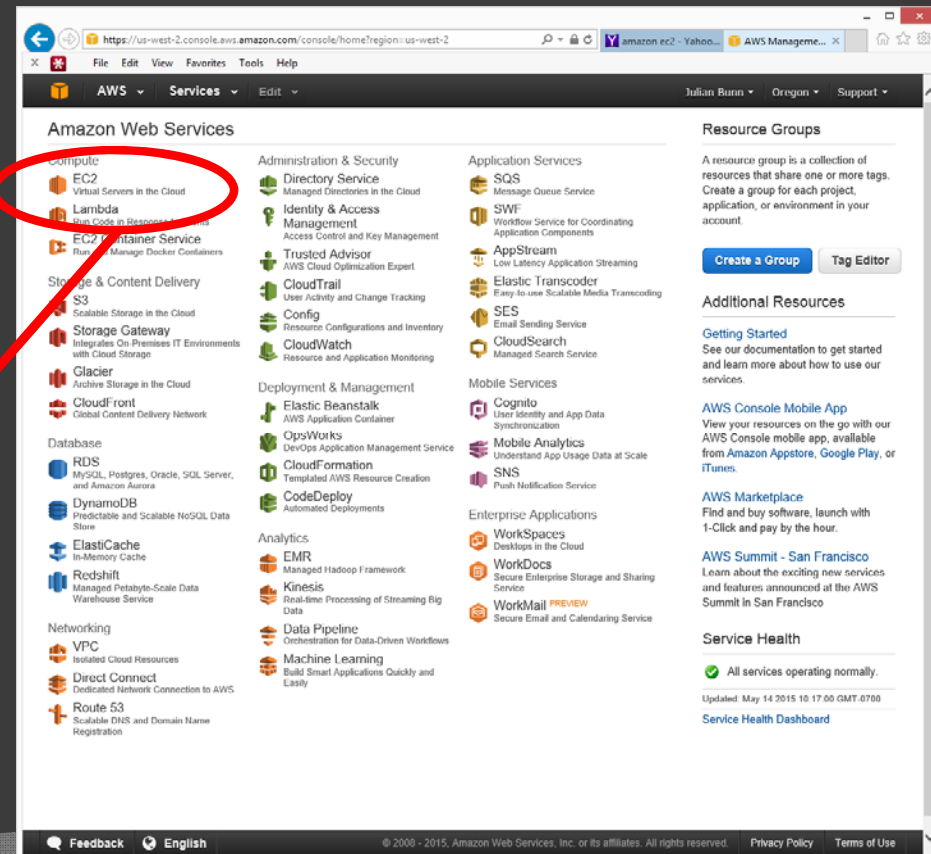 https://us-west-2.console.aws.amazon.com/console/home?region=us-west-2
amazon ec2 - Yahoo...
AWS Manageme...
File Edit View Favorites Tools Help
AWS Services Edit
Julian Bunn Oregon Support
Amazon Web Services
Compute
EC2
Virtual Servers in the Cloud
Lambda
Run Code in Response
EC2 Container Service
Run and Manage Docker Containers
Storage & Content Delivery
S3
Scalable Storage in the Cloud
Storage Gateway
Integrates On-Premises IT Environments
with Cloud Storage
Glacier
Archive Storage in the Cloud
CloudFront
Global Content Delivery Network
Database
RDS
MySQL, Postgres, Oracle, SQL Server,
and Amazon Aurora
DynamoDB
Predictable and Scalable NoSQL Data
Store
ElastiCache
In-Memory Cache
Redshift
Managed Petabyte-Scale Data
Warehouse Service
Networking
VPC
Isolated Cloud Resources
Direct Connect
Dedicated Network Connection to AWS
Route 53
Scalable DNS and Domain Name
Registration
Administration & Security
Directory Service
Managed Directories in the Cloud
Identity & Access
Management
Access Control and Key Management
Trusted Advisor
AWS Cloud Optimization Expert
CloudTrail
User Activity and Change Tracking
Config
Resource Configurations and Inventory
CloudWatch
Resource and Application Monitoring
Deployment & Management
Elastic Beanstalk
AWS Application Container
OpsWorks
DevOps Application Management Service
CloudFormation
Templated AWS Resource Creation
CodeDeploy
Automated Deployments
Analytics
EMR
Managed Hadoop Framework
Kinesis
Real-time Processing of Streaming Big
Data
Data Pipeline
Orchestration for Data-Driven Workflows
Machine Learning
Build Smart Applications Quickly and
Easily
Application Services
SQS
Message Queue Service
SWF
Workflow Service for Coordinating
Application Components
AppStream
Low Latency Application Streaming
Elastic Transcoder
Easy-to-use Scalable Media Transcoding
SES
Email Sending Service
CloudSearch
Managed Search Service
Mobile Services
Cognito
User Identity and App Data
Synchronization
Mobile Analytics
Understand App Usage Data at Scale
SNS
Push Notification Service
Enterprise Applications
WorkSpaces
Desktops in the Cloud
WorkDocs
Secure Enterprise Storage and Sharing
Service
WorkMail PREVIEW
Secure Email and Calendaring Service
Resource Groups
A resource group is a collection of
resources that share one or more tags.
Create a group for each project,
application, or environment in your
account.
Create a Group Tag Editor
Additional Resources
Getting Started
See our documentation to get started
and learn more about how to use our
services.
AWS Console Mobile App
View your resources on the go with our
AWS Console mobile app, available
from Amazon Appstore, Google Play, or
iTunes.
AWS Marketplace
Find and buy software, launch with
1-Click and pay by the hour.
AWS Summit - San Francisco
Learn about the exciting new services
and features announced at the AWS
Summit in San Francisco
Service Health
All services operating normally.
Updated: May 14 2015 10:17:00 GMT-0700
Service Health Dashboard
Feedback English
© 2008 - 2015, Amazon Web Services, Inc. or its affiliates. All rights reserved. Privacy Policy Terms of Use